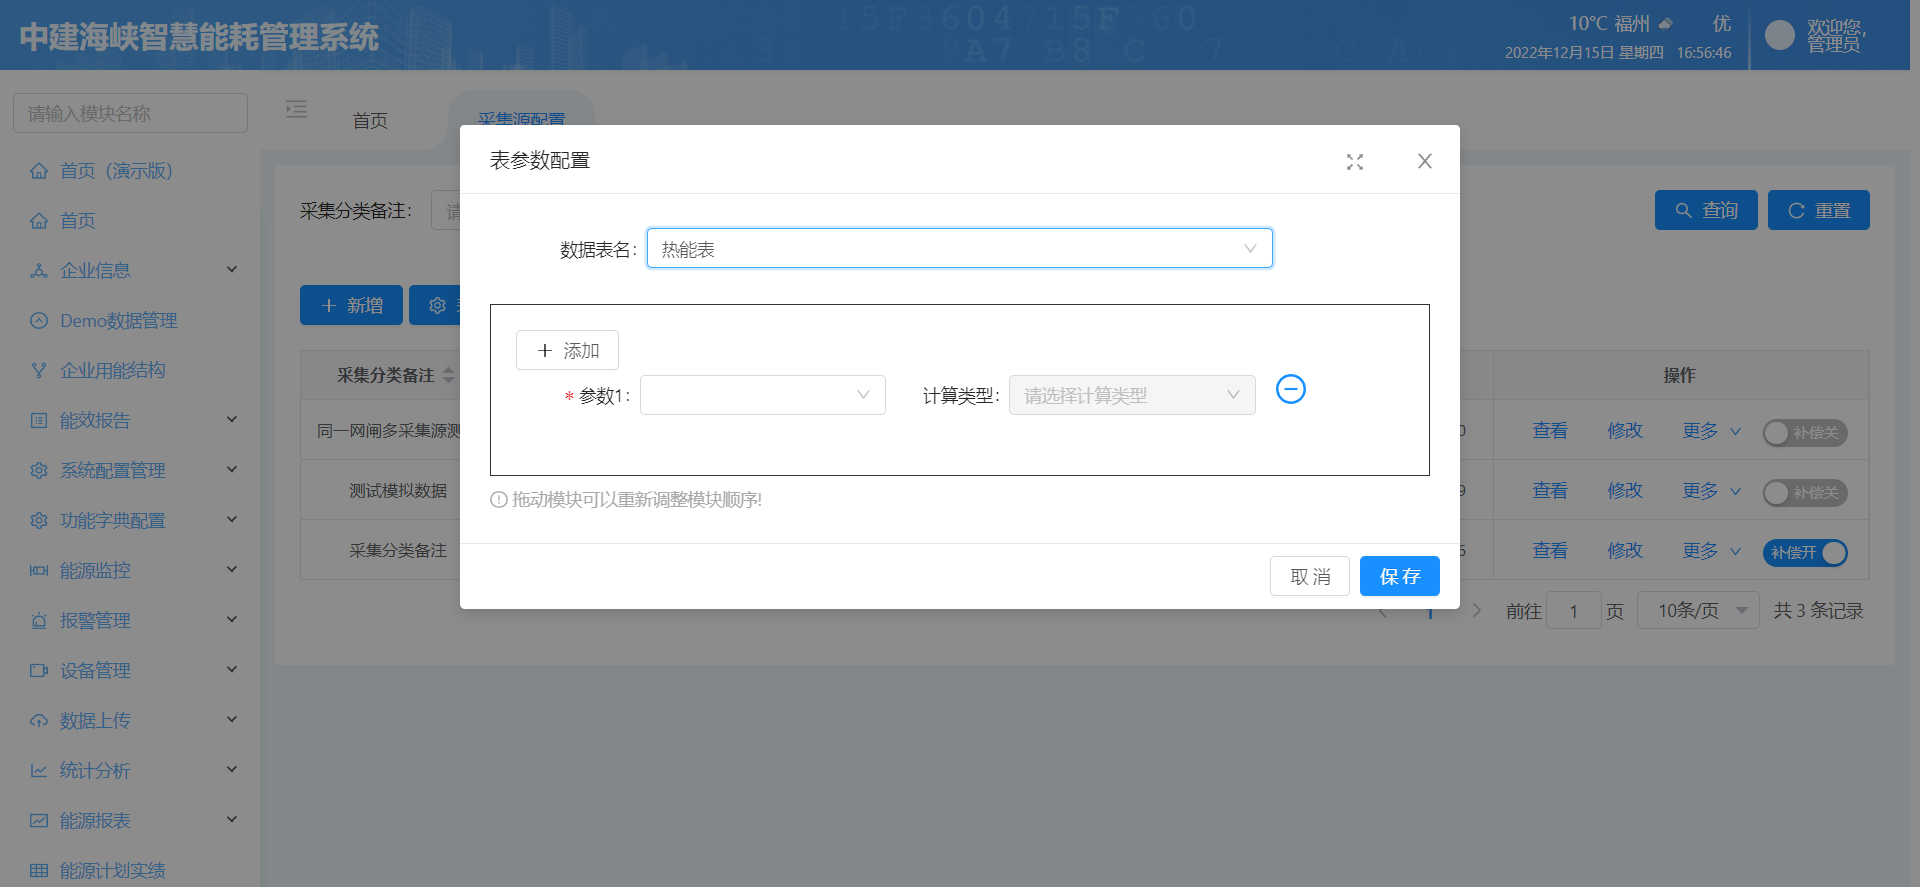 中建海峡智慧能耗管理系统
10°C 福州 优
2022年12月15日 星期四 16:56:46
欢迎您,
管理员
请输入模块名称
首页
采集源配置
首页（演示版）
首页
企业信息
Demo数据管理
企业用能结构
能效报告
系统配置管理
功能字典配置
能源监控
报警管理
设备管理
数据上传
统计分析
能源报表
能源计划实绩
采集分类备注:
查询
重置
新增
采集分类备注
操作
同一网闸多采集源测
查看 修改 更多 补偿关
测试模拟数据
查看 修改 更多 补偿关
采集分类备注
查看 修改 更多 补偿开
1
前往 1 页 10条/页 共 3 条记录
表参数配置
数据表名: 热能表
添加
* 参数1: 计算类型: 请选择计算类型
拖动模块可以重新调整模块顺序!
取消 保存